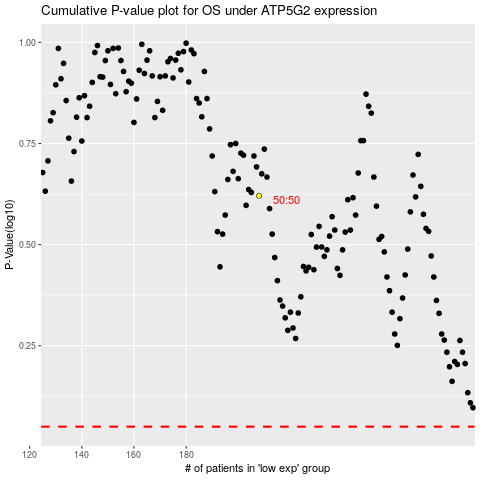 Cumulative P-value plot for OS under ATP5G2 expression
P-Value(log10)
1.00
0.75
0.50
0.25
50:50
120 140 160 180
# of patients in 'low exp' group